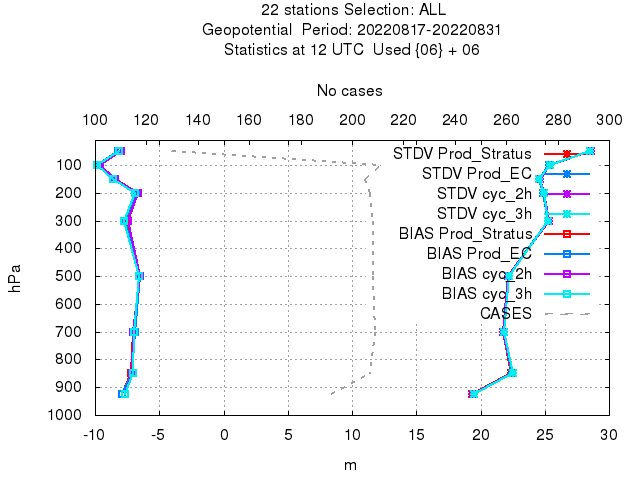 22 stations Selection: ALL
Geopotential  Period: 20220817-20220831
Statistics at 12 UTC  Used {06} + 06
No cases
100 120 140 160 180 200 220 240 260 280 300
STDV Prod_Stratus
100
STDV Prod_EC
200
STDV cyc_2h
STDV cyc_3h
300
BIAS Prod_Stratus
400
BIAS Prod_EC
hPa
500
BIAS cyc_2h
BIAS cyc_3h
600
CASES
700
800
900
1000
-10 -5 0 5 10 15 20 25 30
m